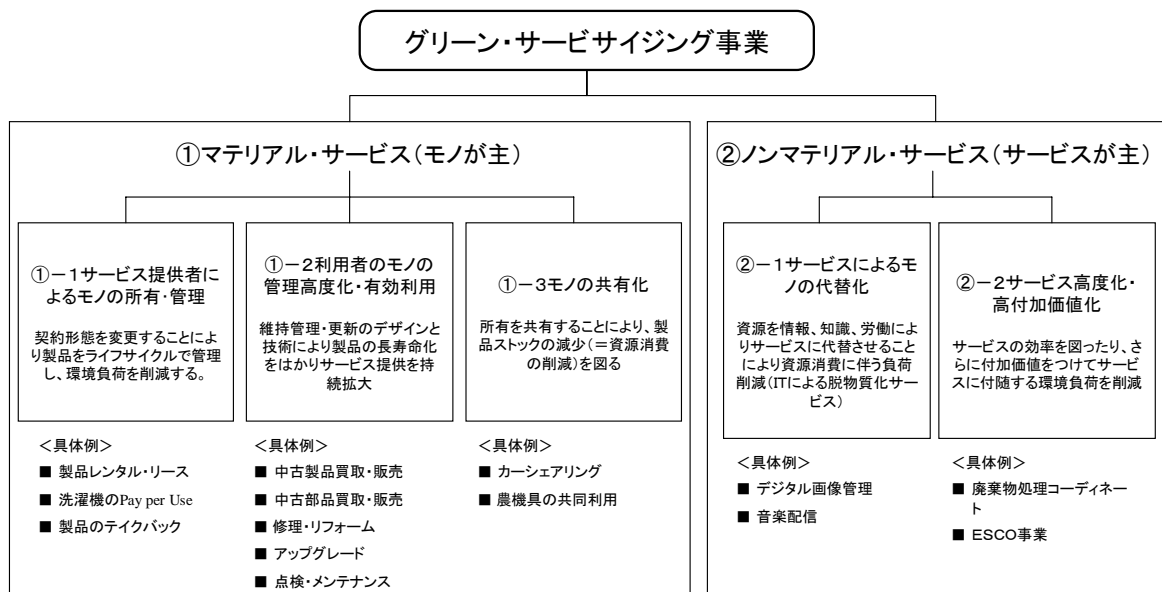 グリーン・サービサイジング事業
①マテリアル・サービス(モノが主)
①－1サービス提供者に
よるモノの所有・管理
契約形態を変更することによ
り製品をライフサイクルで管理
し、環境負荷を削減する。
＜具体例＞
■ 製品レンタル・リース
■ 洗濯機のPay per Use
■ 製品のテイクバック
①－2利用者のモノの
管理高度化・有効利用
維持管理・更新のデザインと
技術により製品の長寿命化
をはかりサービス提供を持
続拡大
＜具体例＞
■ 中古製品買取・販売
■ 中古部品買取・販売
■ 修理・リフォーム
■ アップグレード
■ 点検・メンテナンス
①－3モノの共有化
所有を共有することにより、製
品ストックの減少(＝資源消費
の削減)を図る
＜具体例＞
■ カーシェアリング
■ 農機具の共同利用
②ノンマテリアル・サービス(サービスが主)
②－1サービスによるモ
ノの代替化
資源を情報、知識、労働によ
りサービスに代替させること
により資源消費に伴う負荷
削減(ITによる脱物質化サー
ビス)
＜具体例＞
■ デジタル画像管理
■ 音楽配信
②－2サービス高度化・
高付加価値化
サービスの効率を図ったり、さ
らに付加価値をつけてサービ
スに付随する環境負荷を削減
＜具体例＞
■ 廃棄物処理コーディネー
ト
■ ESCO事業